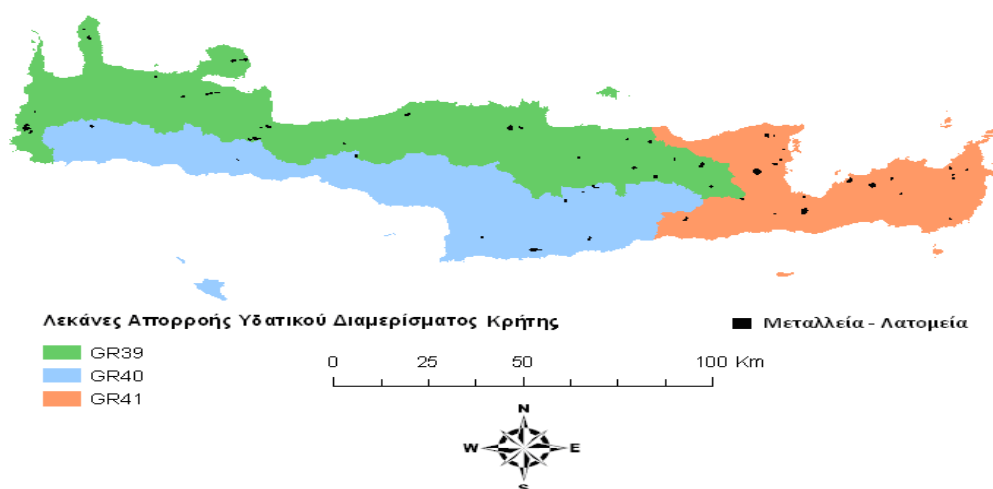 Λεκάνες Απορροής Υδατικού Διαμερίσματος Κρήτης
Μεταλλεία - Λατομεία
GR39
GR40
GR41
0 25 50 100 Km
N
W E
S